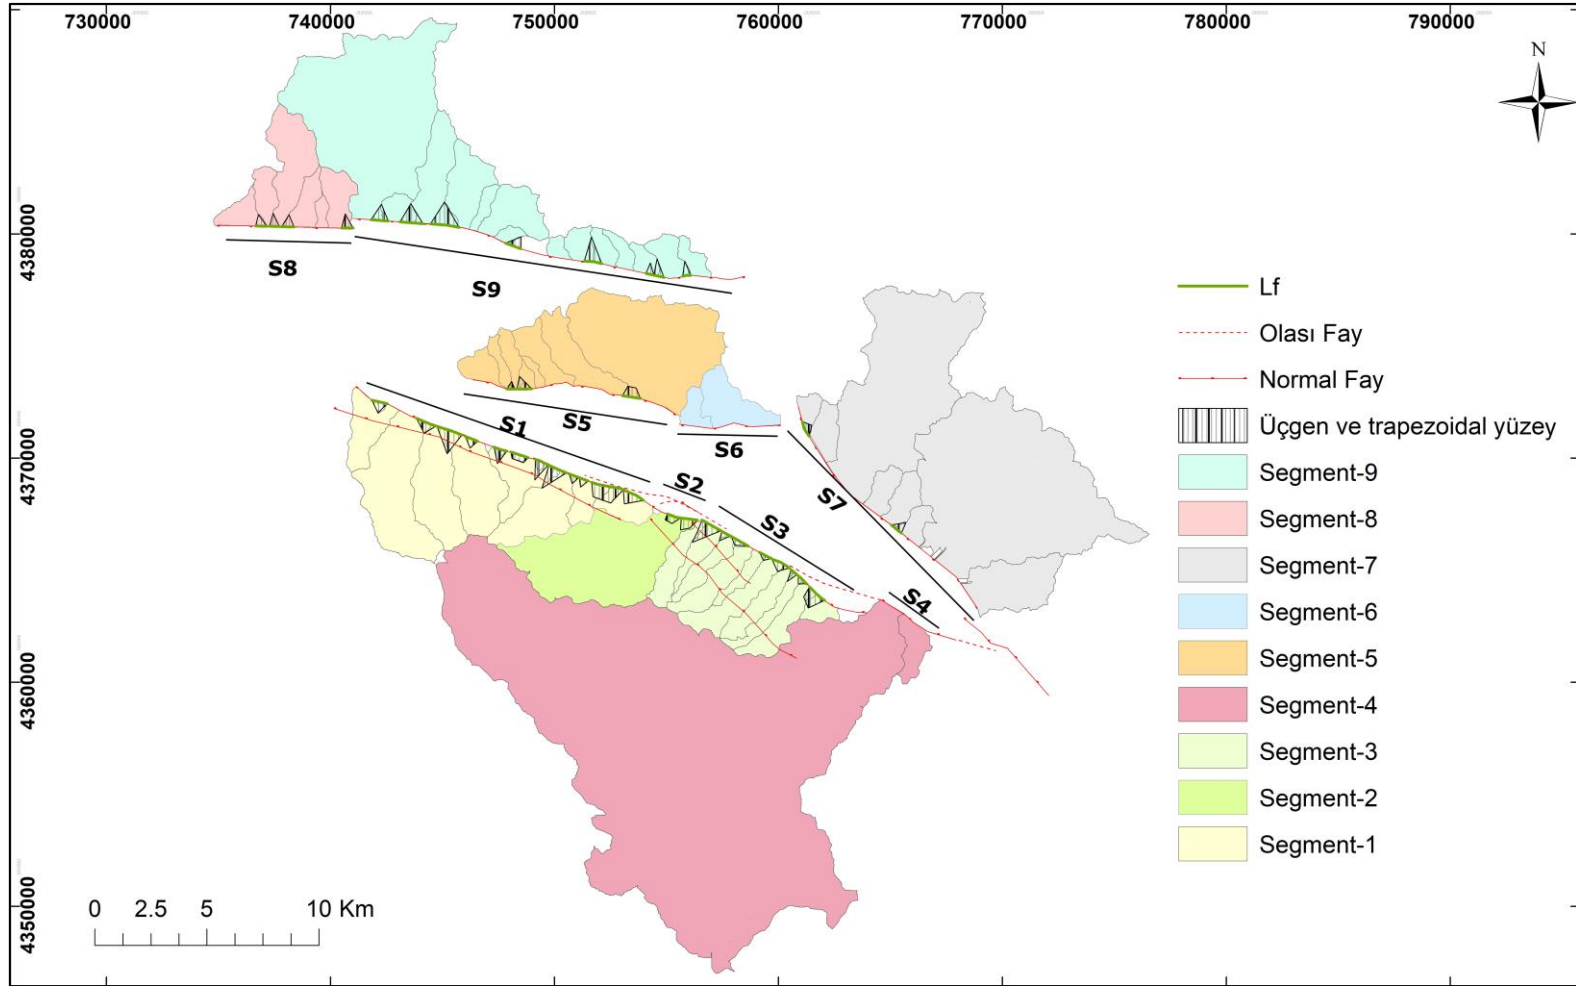 730000
740000
750000
760000
770000
780000
790000
N
4380000
4370000
4360000
4350000
S8
S9
S1
S5
S6
S2
S3
S7
S4
Lf
Olası Fay
Normal Fay
Üçgen ve trapezoidal yüzey
Segment-9
Segment-8
Segment-7
Segment-6
Segment-5
Segment-4
Segment-3
Segment-2
Segment-1
0 2.5 5 10 Km